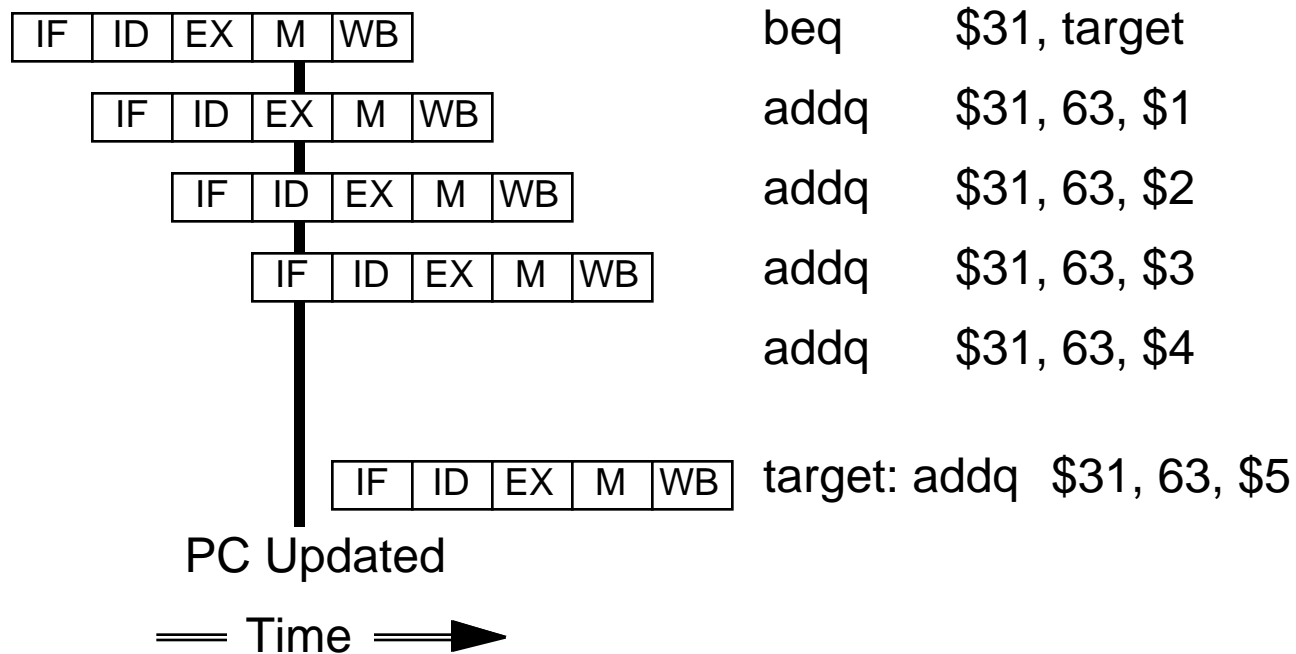 IF ID EX M WB beq $31, target
IF ID EX M WB addq $31, 63, $1
IF ID EX M WB addq $31, 63, $2
IF ID EX M WB addq $31, 63, $3
addq $31, 63, $4
IF ID EX M WB target: addq $31, 63, $5
PC Updated
Time